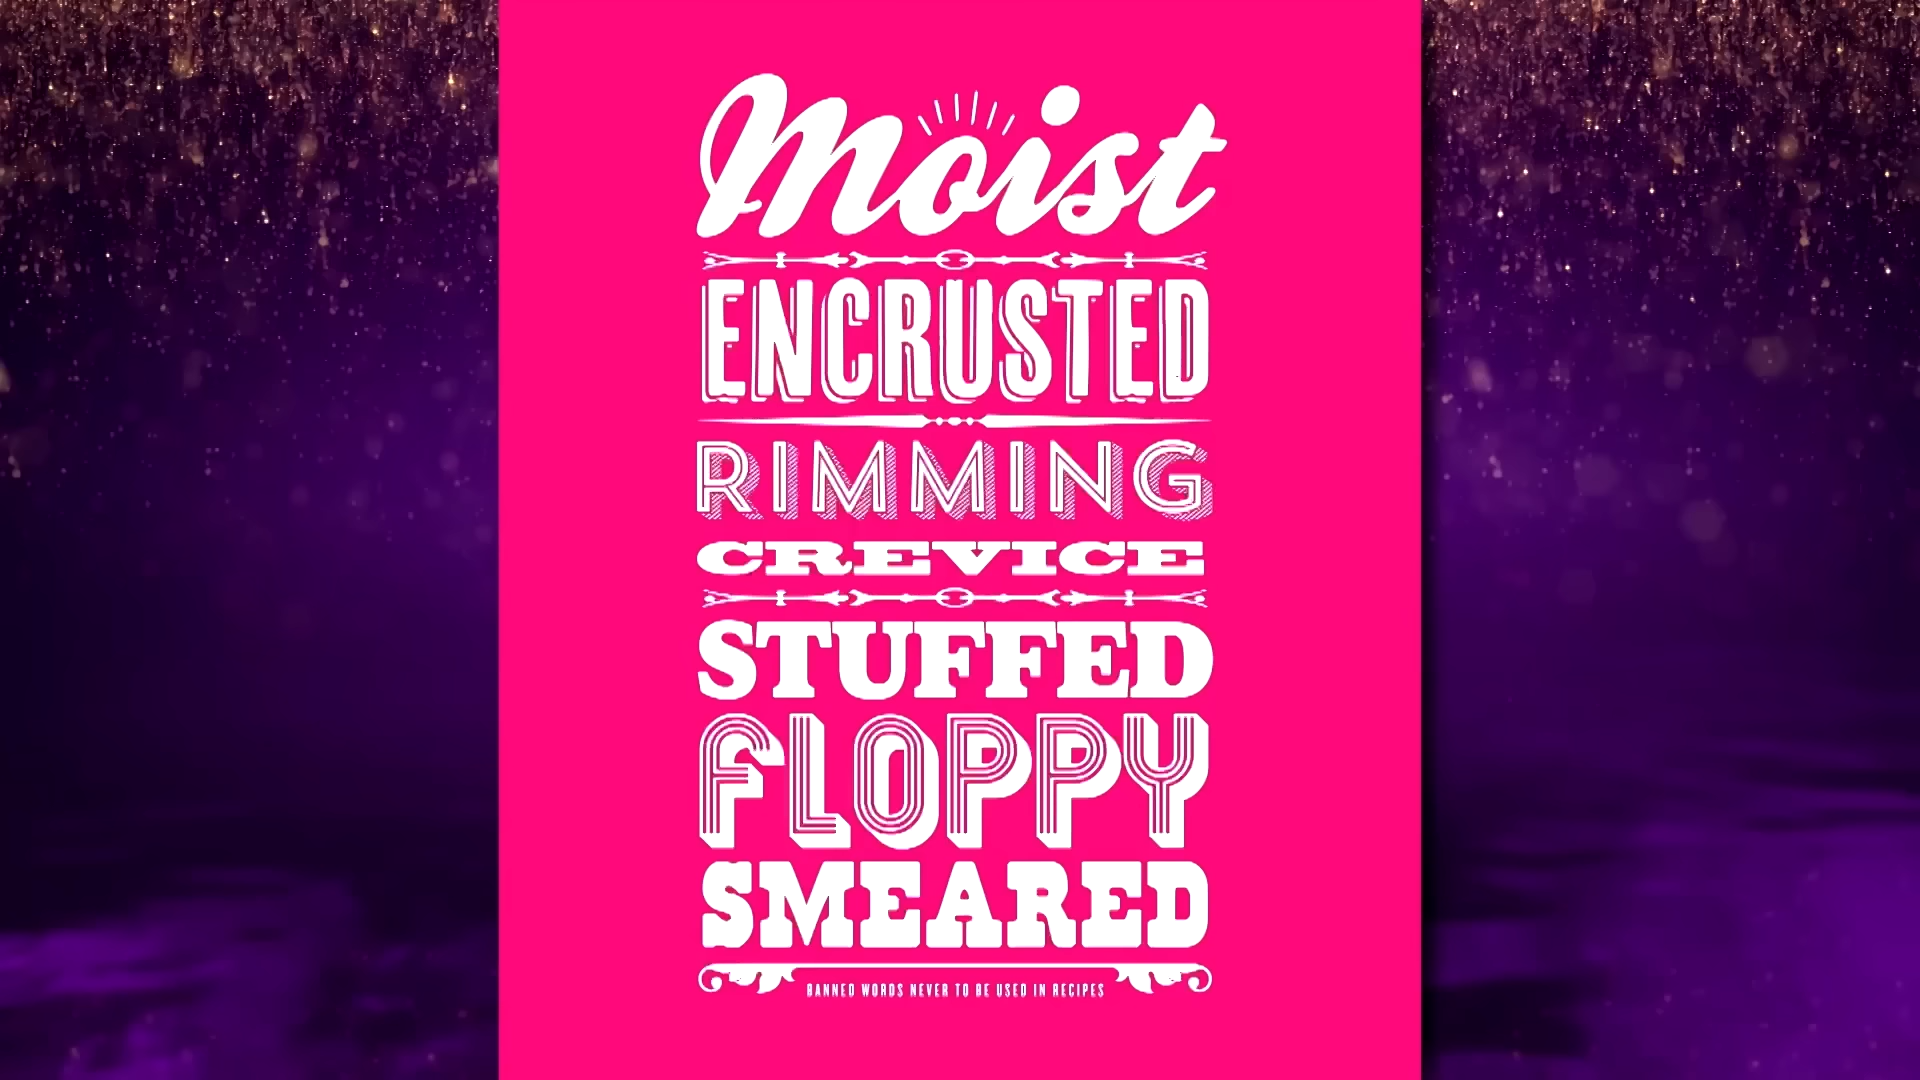 Moist
ENCRUSTED
RIMMING
CREVICE
STUFFED
FLOPPY
SMEARED
BANNED WORDS NEVER TO BE USED IN RECIPES